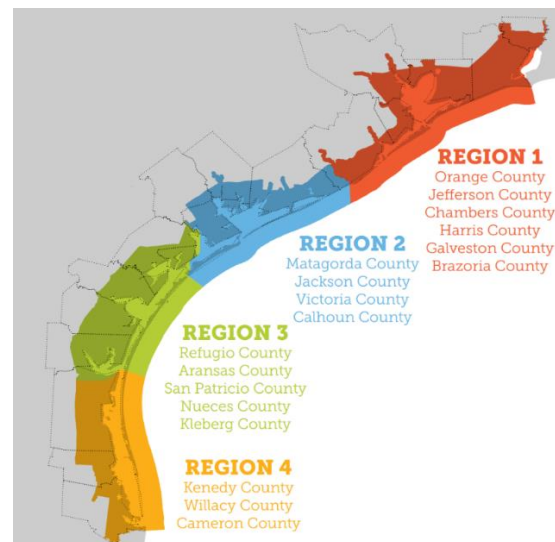 REGION 1
Orange County
Jefferson County
Chambers County
Harris County
Galveston County
Brazoria County
REGION 2
Matagorda County
Jackson County
Victoria County
Calhoun County
REGION 3
Refugio County
Aransas County
San Patricio County
Nueces County
Kleberg County
REGION 4
Kenedy County
Willacy County
Cameron County